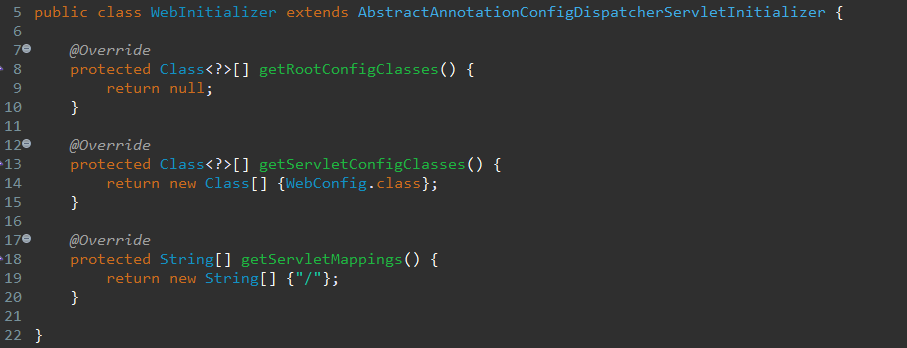 5 public class WebInitializer extends AbstractAnnotationConfigDispatcherServletInitializer {
6
7 @Override
8 protected Class<?>[] getRootConfigClasses() {
9 return null;
10 }
11
12 @Override
13 protected Class<?>[] getServletConfigClasses() {
14 return new Class[] {WebConfig.class};
15 }
16
17 @Override
18 protected String[] getServletMappings() {
19 return new String[] {"/"};
20 }
21
22 }